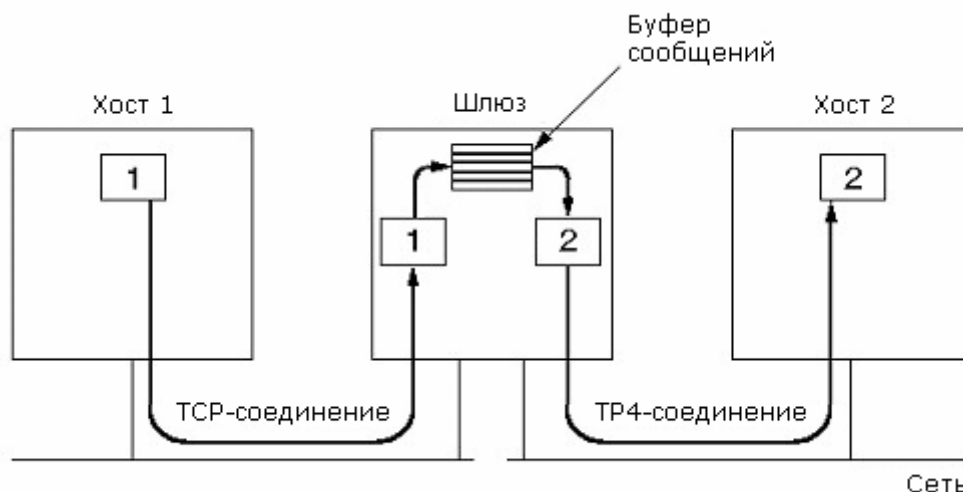 Буфер
сообщений
Хост 1
Шлюз
Хост 2
1
2
1
2
TCP-соединение
TP4-соединение
Сеть